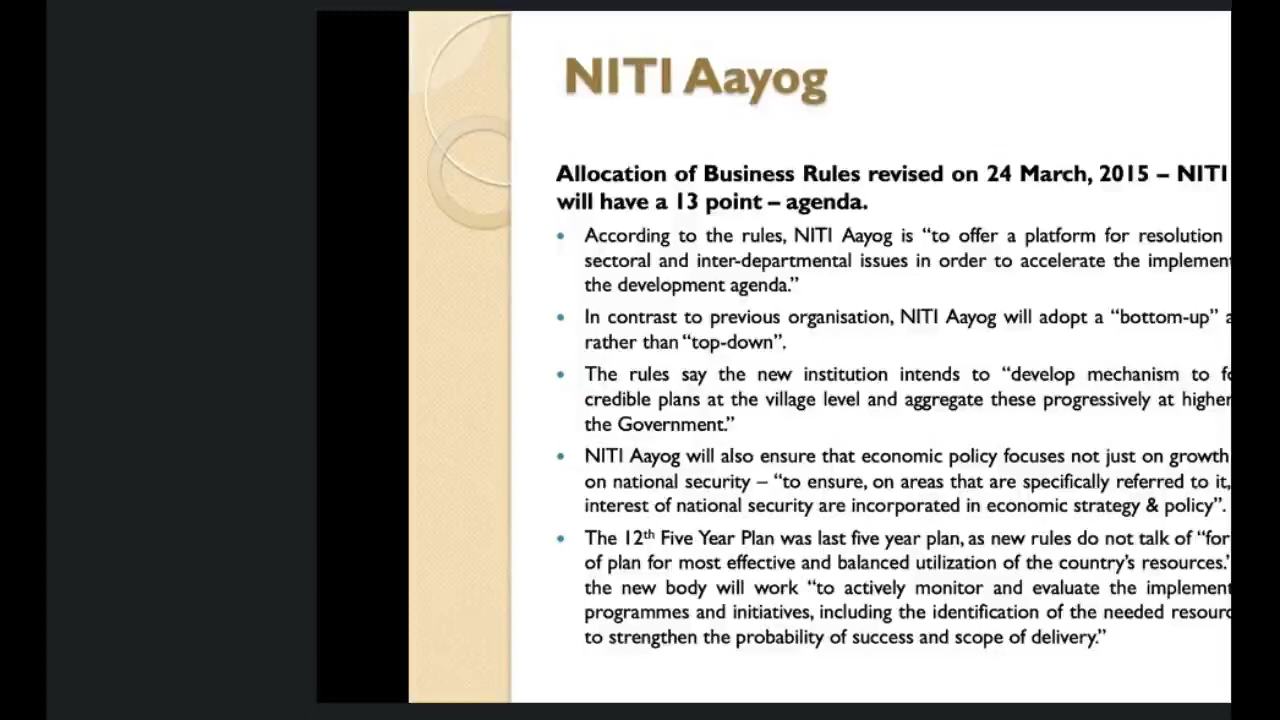 NITI Aayog
Allocation of Business Rules revised on 24 March, 2015 – NITI
will have a 13 point – agenda.
• According to the rules, NITI Aayog is “to offer a platform for resolution
sectoral and inter-departmental issues in order to accelerate the implement
the development agenda.”
• In contrast to previous organisation, NITI Aayog will adopt a “bottom-up”
rather than “top-down”.
• The rules say the new institution intends to “develop mechanism to
credible plans at the village level and aggregate these progressively at higher
the Government.”
• NITI Aayog will also ensure that economic policy focuses not just on growth
on national security – “to ensure, on areas that are specifically referred to it,
interest of national security are incorporated in economic strategy & policy”.
• The 12th Five Year Plan was last five year plan, as new rules do not talk of “for
of plan for most effective and balanced utilization of the country’s resources.’
the new body will work “to actively monitor and evaluate the implement
programmes and initiatives, including the identification of the needed resourc
to strengthen the probability of success and scope of delivery.”